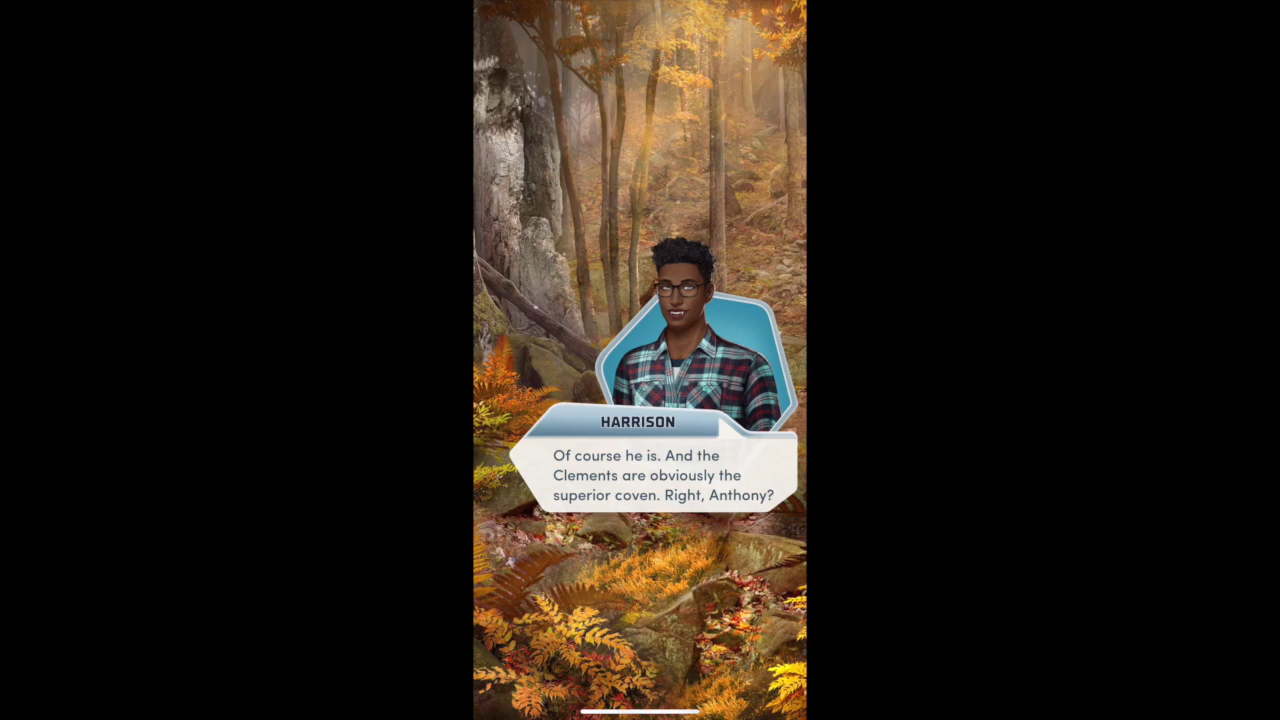 HARRISON
Of course he is. And the
Clements are obviously the
superior coven. Right, Anthony?